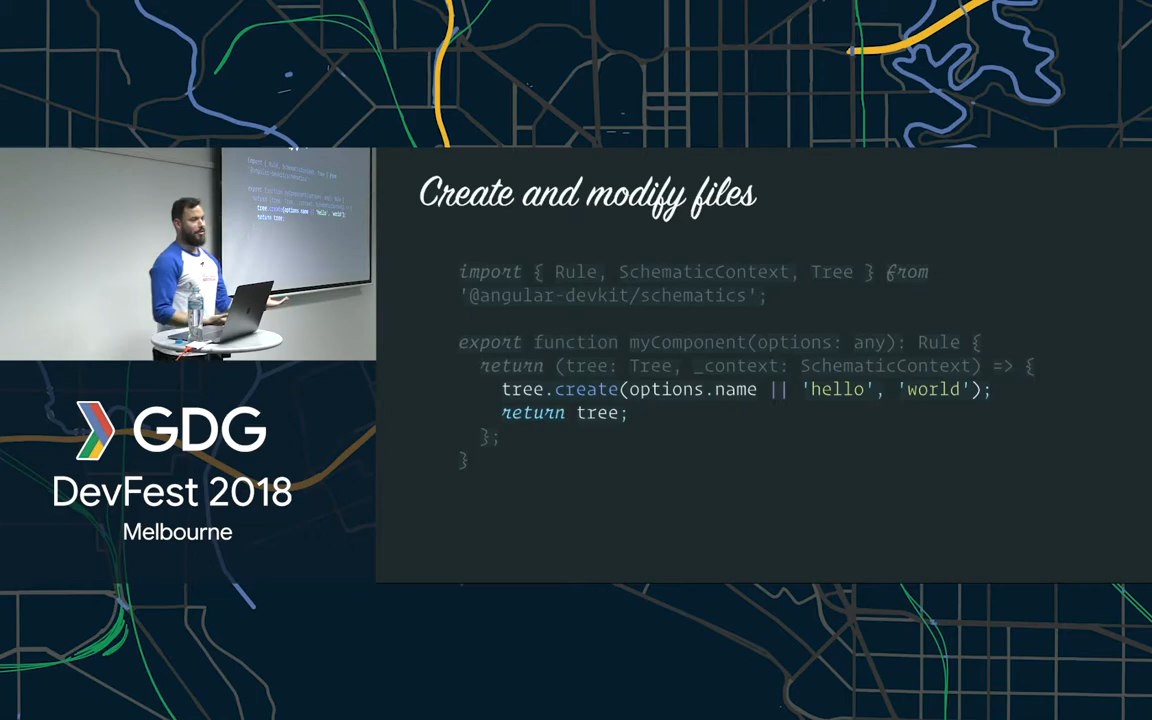 Create and modify files
import { Rule, SchematicContext, Tree } from
'@angular-devkit/schematics';
export function myComponent(options: any): Rule {
return (tree: Tree, _context: SchematicContext) => {
tree.create(options.name || 'hello', 'world');
return tree;
};
}
GDG
DevFest 2018
Melbourne